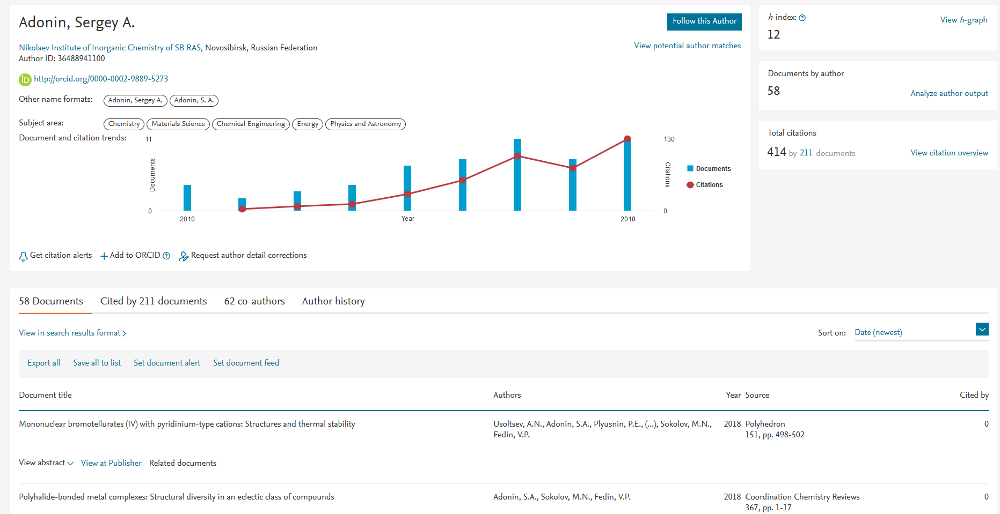 Adonin, Sergey A.
Follow this Author
Nikolaev Institute of Inorganic Chemistry of SB RAS, Novosibirsk, Russian Federation
View potential author matches
Author ID: 36488941100
iD http://orcid.org/0000-0002-9889-5273
Other name formats: Adonin, Sergey A. Adonin, S. A.
Subject area: Chemistry Materials Science Chemical Engineering Energy Physics and Astronomy
Document and citation trends:
11
130
Documents
Citations
0
0
2010
Year
2018
Documents
Citations
Get citation alerts + Add to ORCID ? Request author detail corrections
h-index: ?
View h-graph
12
Documents by author
58
Analyze author output
Total citations
414 by 211 documents
View citation overview
58 Documents Cited by 211 documents 62 co-authors Author history
View in search results format >
Sort on: Date (newest)
Export all Save all to list Set document alert Set document feed
Document title Authors Year Source Cited by
Mononuclear bromotellurates (IV) with pyridinium-type cations: Structures and thermal stability
Usoltsev, A.N., Adonin, S.A., Plyusnin, P.E., (...), Sokolov, M.N.,
Fedin, V.P.
2018
Polyhedron
151, pp. 498-502
0
View abstract View at Publisher Related documents
Polyhalide-bonded metal complexes: Structural diversity in an eclectic class of compounds
Adonin, S.A., Sokolov, M.N., Fedin, V.P.
2018
Coordination Chemistry Reviews
367, pp. 1-17
0